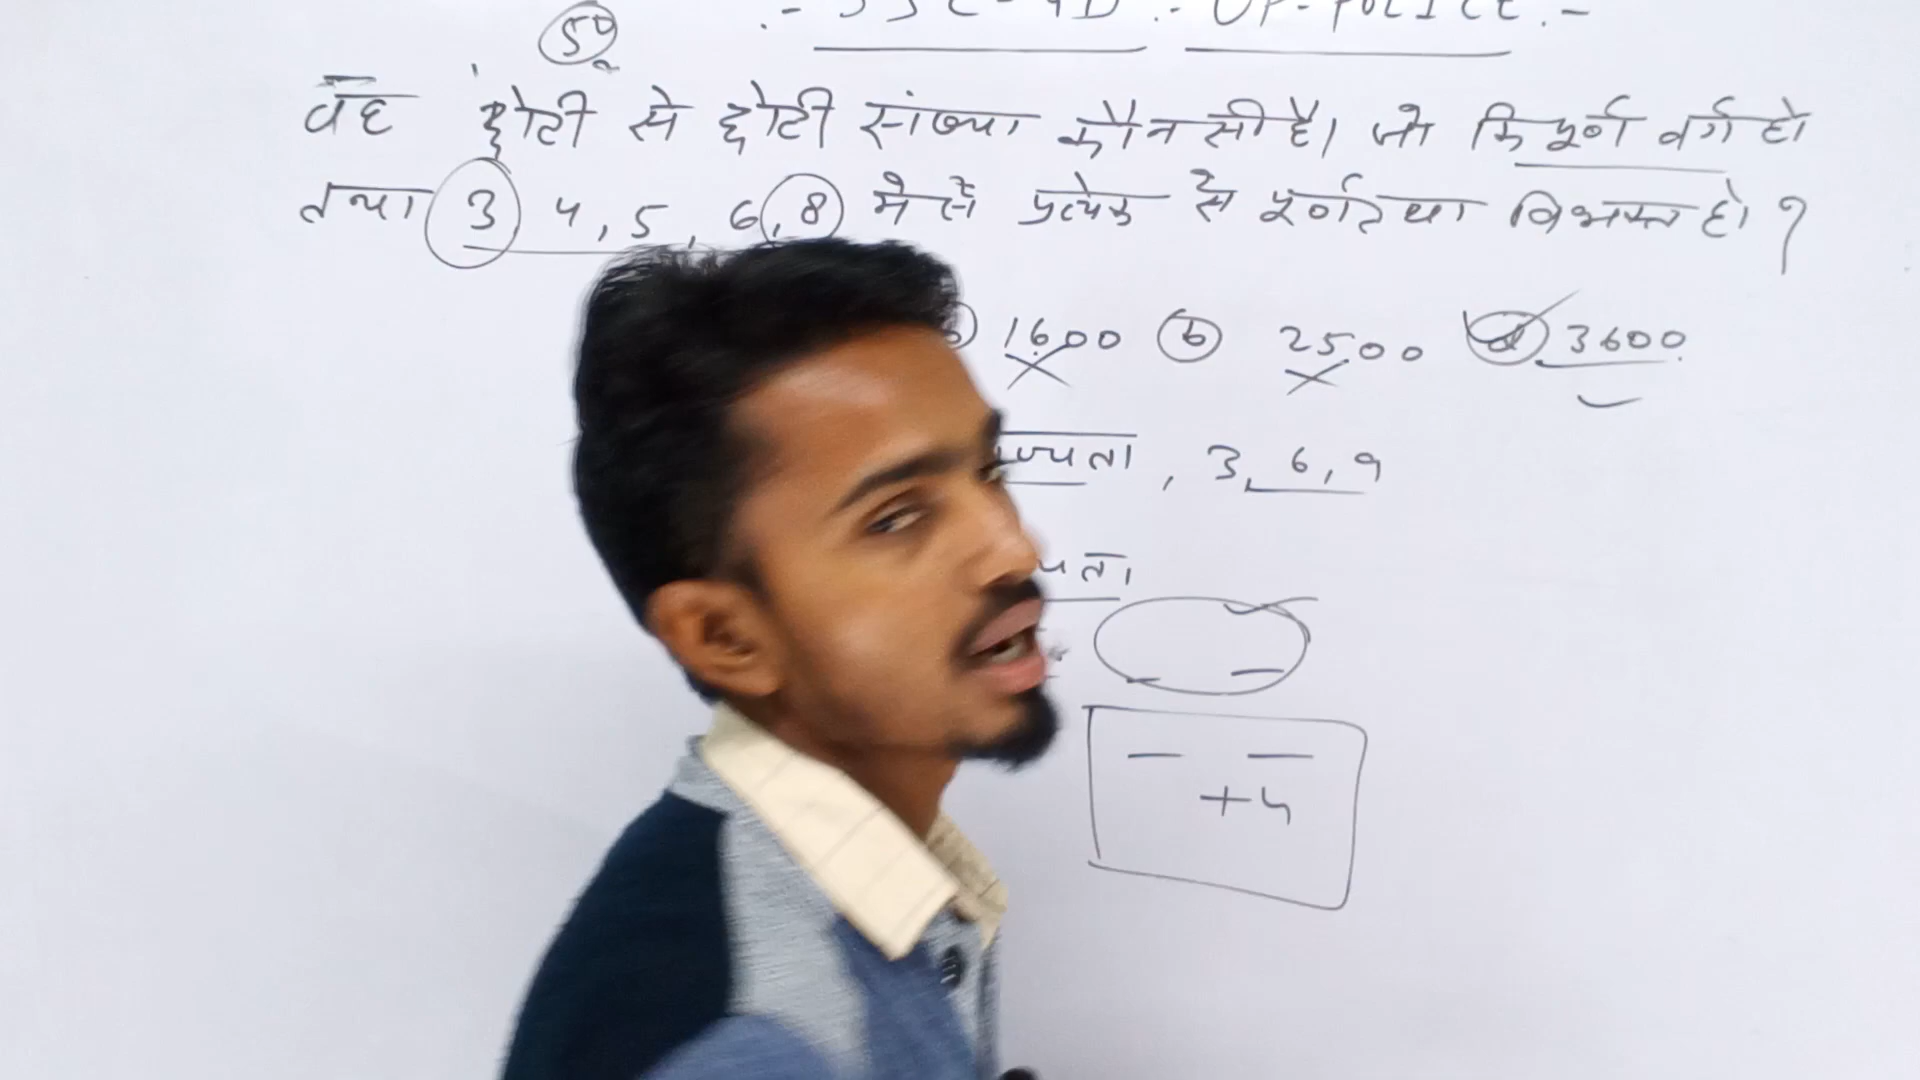 50
:- SSC-GD :- UP-POLICE :-
वह छोटी से छोटी संख्या कौन सी है। जो कि पूर्ण वर्ग हो
तथा 3 4, 5, 6, 8 में से प्रत्येक से पूर्णतया विभक्त हो ?
1600 b 2500 d 3600
, 3, 6, 9
+4